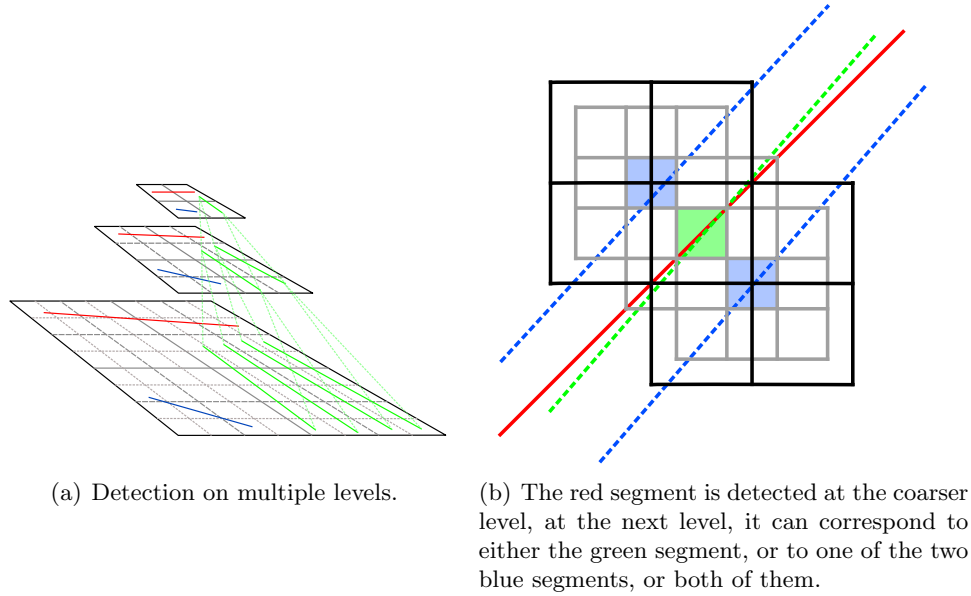 (a) Detection on multiple levels.
(b) The red segment is detected at the coarser
level, at the next level, it can correspond to
either the green segment, or to one of the two
blue segments, or both of them.